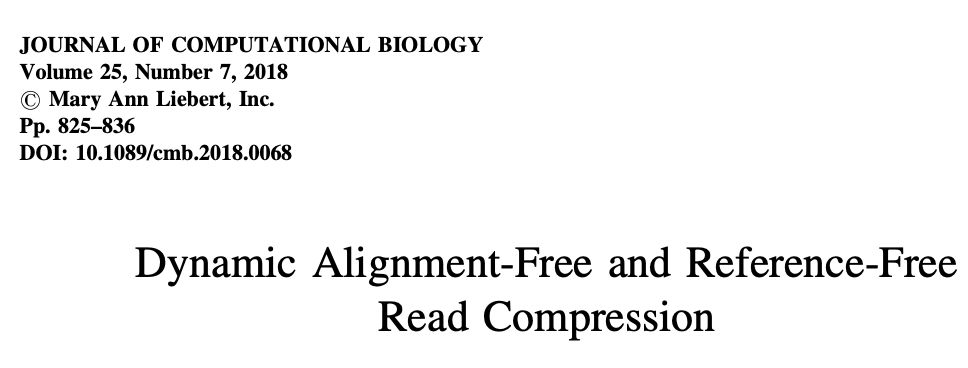 JOURNAL OF COMPUTATIONAL BIOLOGY
Volume 25, Number 7, 2018
© Mary Ann Liebert, Inc.
Pp. 825–836
DOI: 10.1089/cmb.2018.0068
Dynamic Alignment-Free and Reference-Free
Read Compression